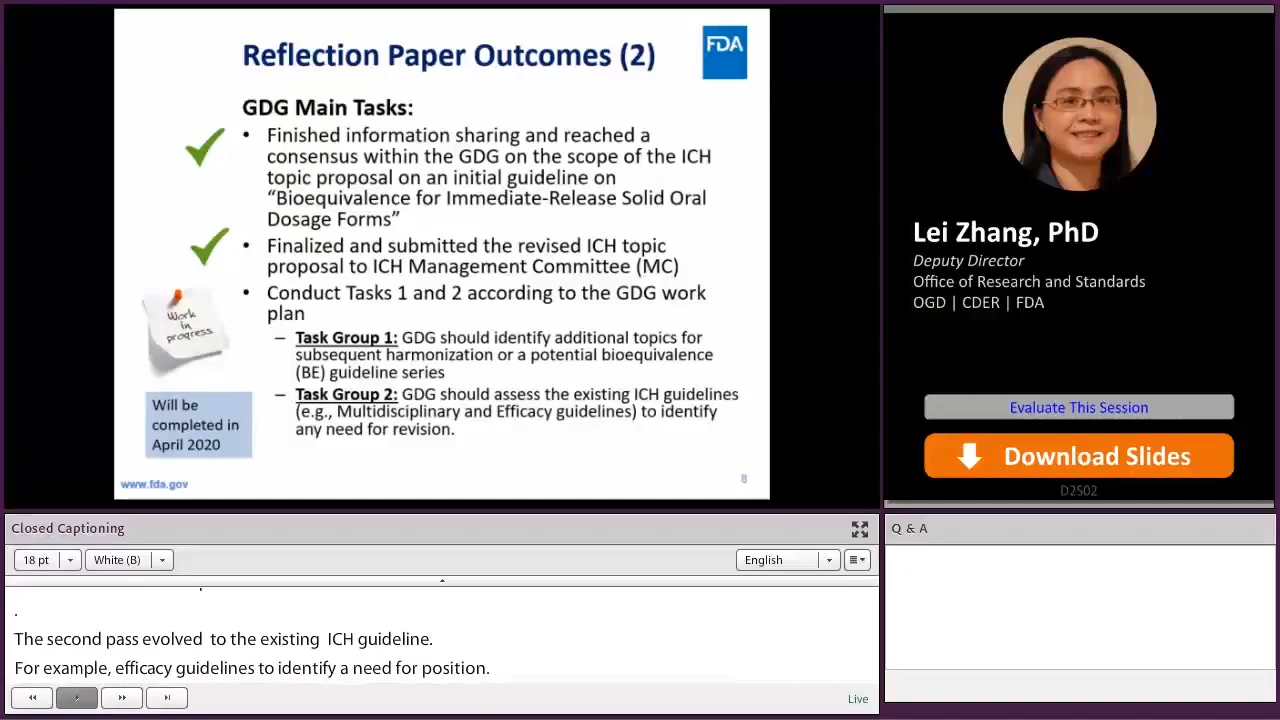 Reflection Paper Outcomes (2)
FDA
GDG Main Tasks:
• Finished information sharing and reached a
consensus within the GDG on the scope of the ICH
topic proposal on an initial guideline on
“Bioequivalence for Immediate-Release Solid Oral
Dosage Forms”
• Finalized and submitted the revised ICH topic
proposal to ICH Management Committee (MC)
• Conduct Tasks 1 and 2 according to the GDG work
plan
– Task Group 1: GDG should identify additional topics for
subsequent harmonization or a potential bioequivalence
(BE) guideline series
– Task Group 2: GDG should assess the existing ICH guidelines
(e.g., Multidisciplinary and Efficacy guidelines) to identify
any need for revision.
Work
in
progress
Will be
completed in
April 2020
www.fda.gov
8
Lei Zhang, PhD
Deputy Director
Office of Research and Standards
OGD | CDER | FDA
Evaluate This Session
Download Slides
D2S02
Closed Captioning
18 pt
White (B)
English
.
The second pass evolved to the existing ICH guideline.
For example, efficacy guidelines to identify a need for position.
Live
Q & A